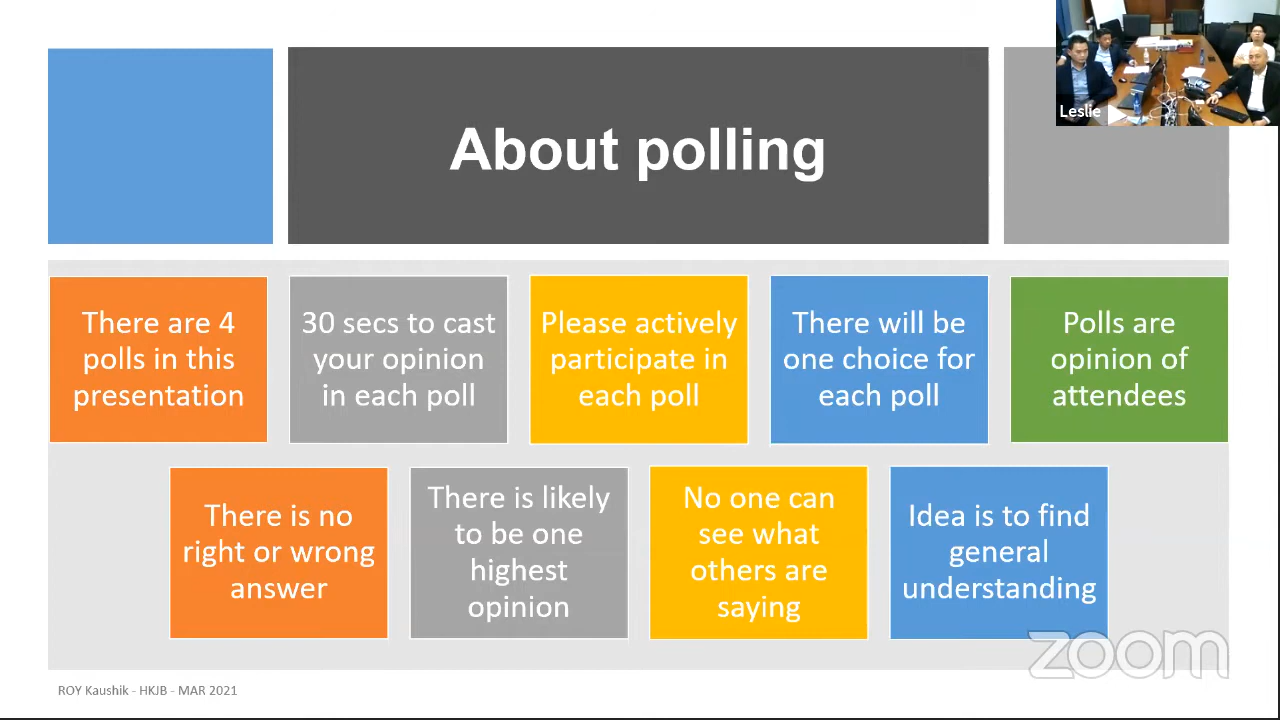 Leslie
About polling
There are 4
polls in this
presentation
30 secs to cast
your opinion
in each poll
Please actively
participate in
each poll
There will be
one choice for
each poll
Polls are
opinion of
attendees
There is no
right or wrong
answer
There is likely
to be one
highest
opinion
No one can
see what
others are
saying
Idea is to find
general
understanding
zoom
ROY Kaushik - HKJB - MAR 2021